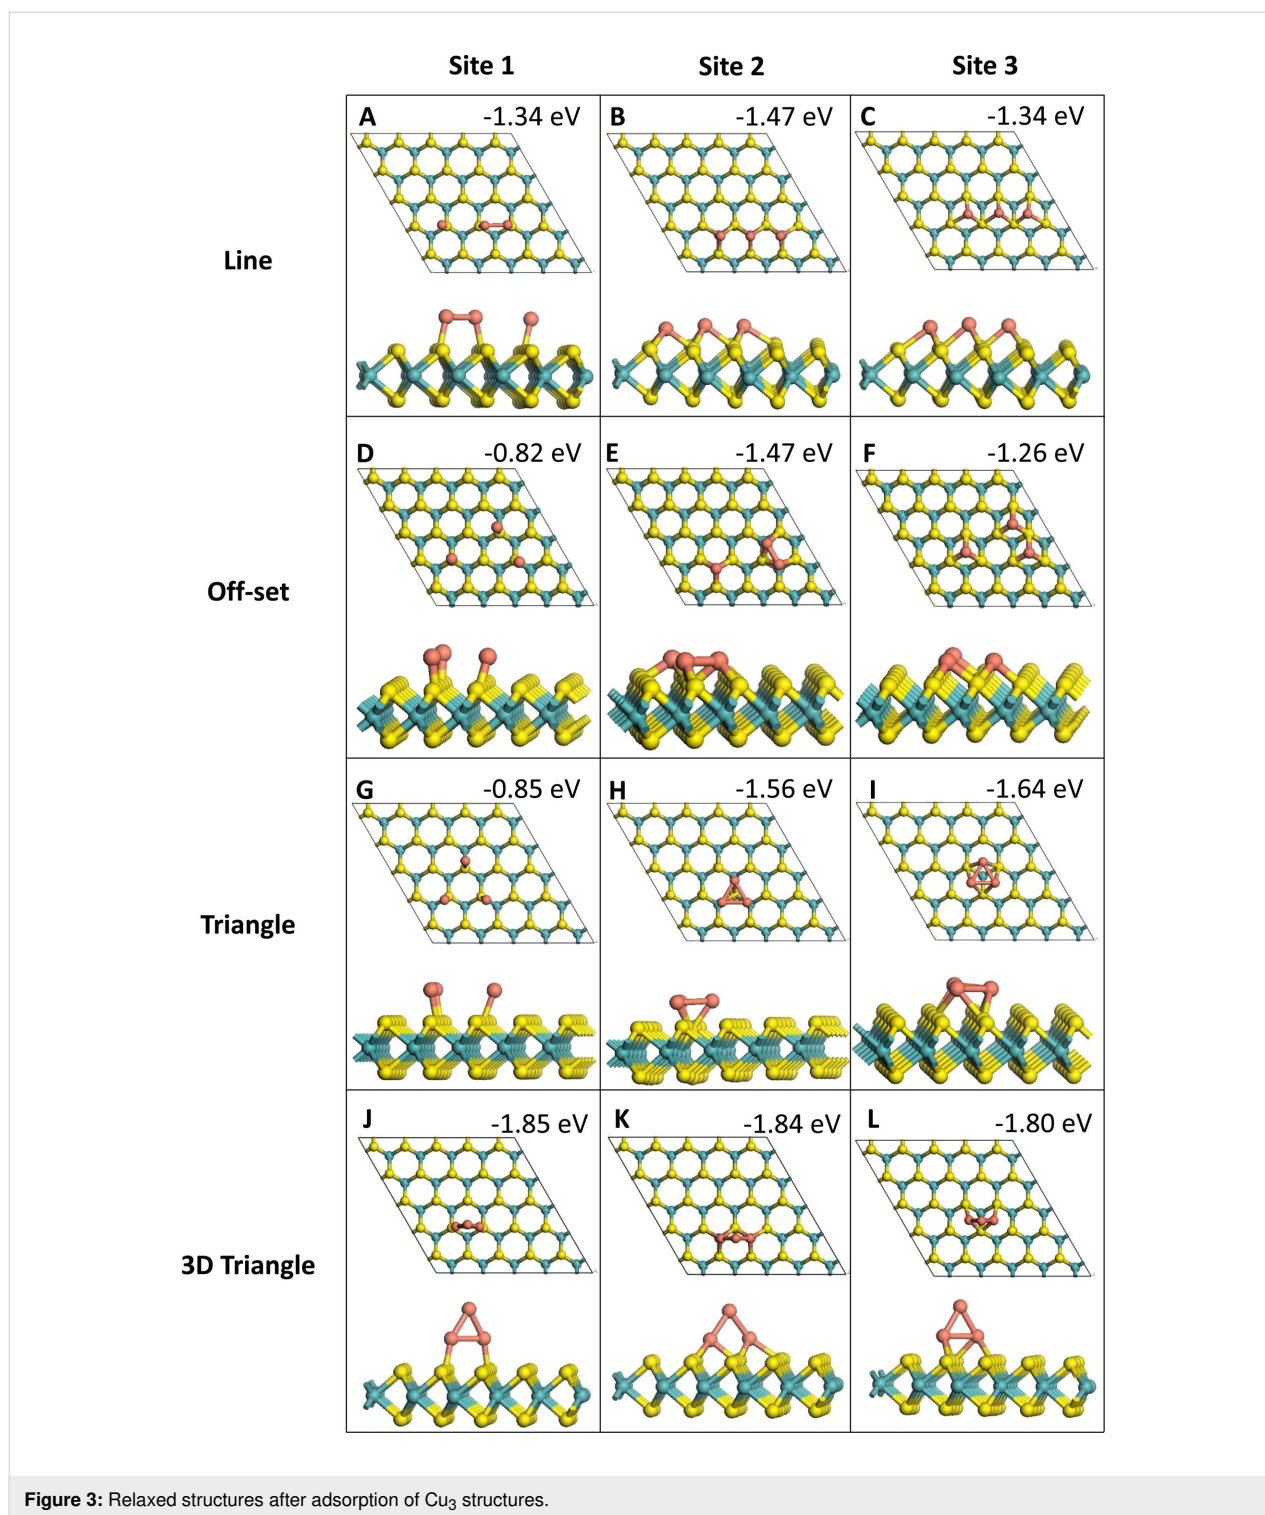 Site 1 Site 2 Site 3
A -1.34 eV B -1.47 eV C -1.34 eV
Line
D -0.82 eV E -1.47 eV F -1.26 eV
Off-set
G -0.85 eV H -1.56 eV I -1.64 eV
Triangle
J -1.85 eV K -1.84 eV L -1.80 eV
3D Triangle
Figure 3: Relaxed structures after adsorption of Cu₃ structures.